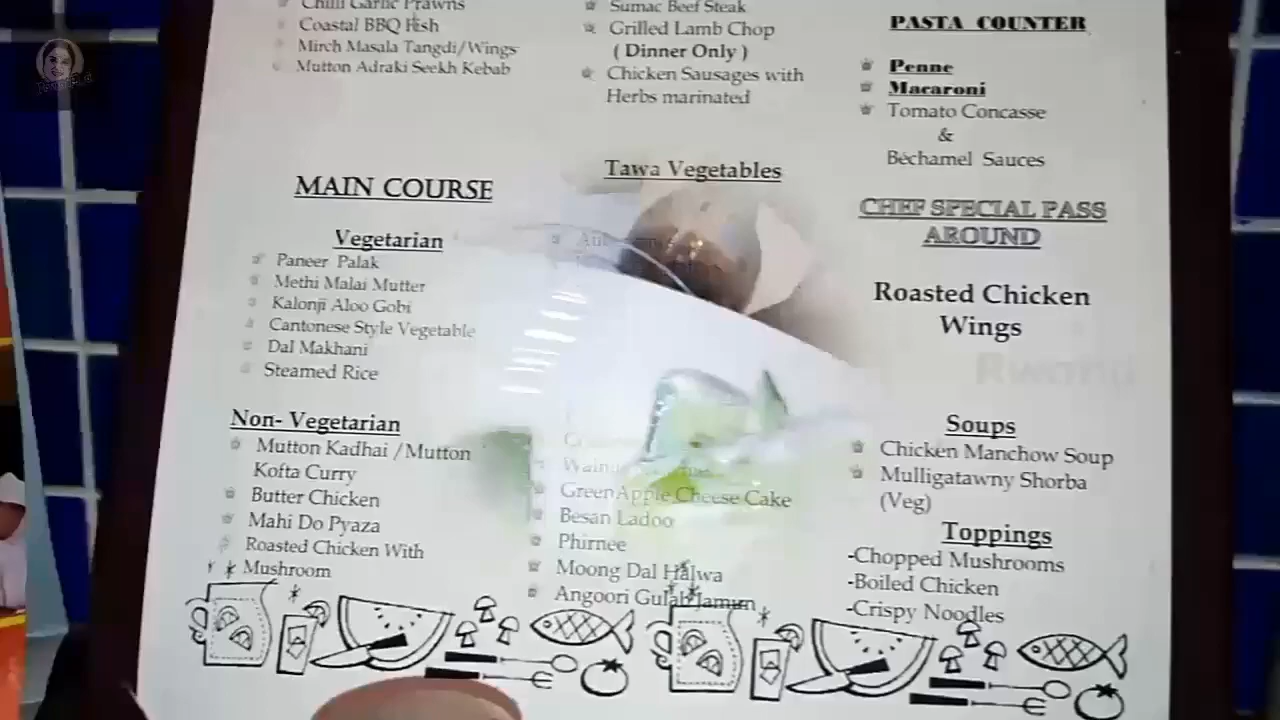 Chilli Garlic Prawns
Coastal BBQ Fish
Mirch Masala Tangdi/Wings
Mutton Adraki Seekh Kebab
MAIN COURSE
Vegetarian
Paneer Palak
Methi Malai Mutter
Kalonji Aloo Gobi
Cantonese Style Vegetable
Dal Makhani
Steamed Rice
Non- Vegetarian
Mutton Kadhai /Mutton
Kofta Curry
Butter Chicken
Mahi Do Pyaza
Roasted Chicken With
Mushroom
Sumac Beef Steak
Grilled Lamb Chop
( Dinner Only )
Chicken Sausages with
Herbs marinated
Tawa Vegetables
Green Apple Cheese Cake
Besan Ladoo
Phirnee
Moong Dal Halwa
Angoori Gulab Jamun
PASTA COUNTER
Penne
Macaroni
Tomato Concasse
&
Béchamel Sauces
CHEF SPECIAL PASS
AROUND
Roasted Chicken
Wings
Soups
Chicken Manchow Soup
Mulligatawny Shorba
(Veg)
Toppings
-Chopped Mushrooms
-Boiled Chicken
-Crispy Noodles